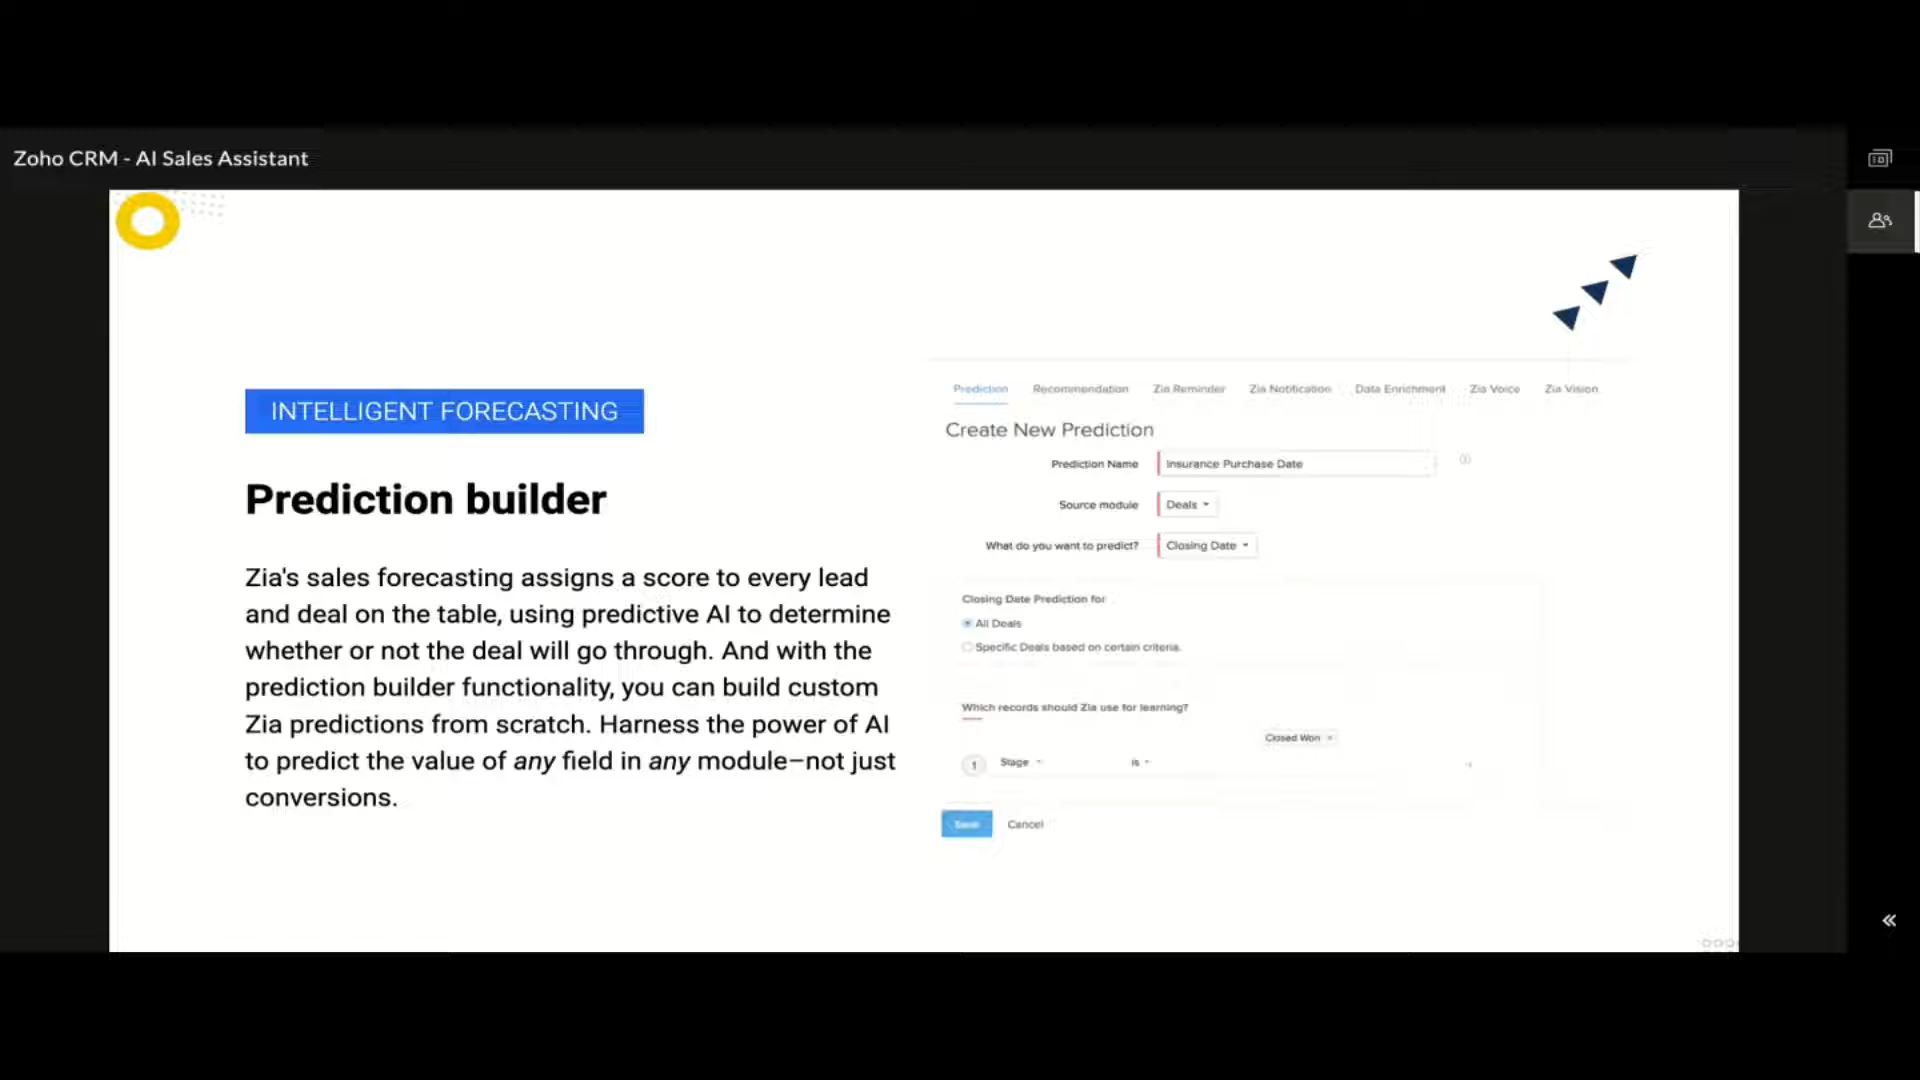 Zoho CRM - AI Sales Assistant
INTELLIGENT FORECASTING
Prediction builder
Zia's sales forecasting assigns a score to every lead
and deal on the table, using predictive AI to determine
whether or not the deal will go through. And with the
prediction builder functionality, you can build custom
Zia predictions from scratch. Harness the power of AI
to predict the value of any field in any module–not just
conversions.
Prediction Recommendation Zia Reminder Zia Notification Data Enrichment Zia Voice Zia Vision
Create New Prediction
Prediction Name Insurance Purchase Date
Source module Deals
What do you want to predict? Closing Date
Closing Date Prediction for
All Deals
Specific Deals based on certain criteria.
Which records should Zia use for learning?
Closed Won ×
1 Stage is
Save Cancel